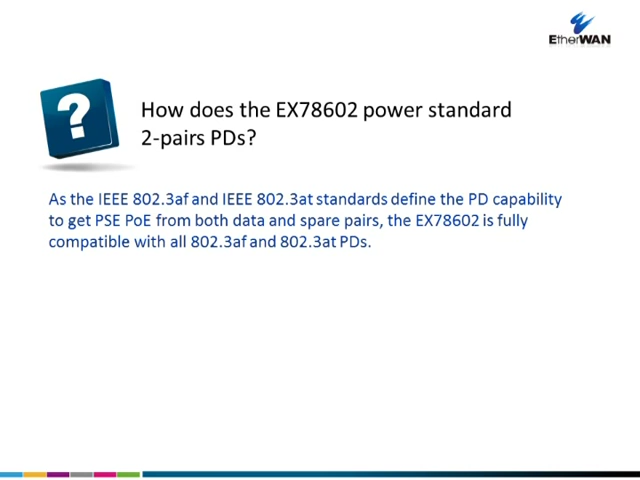 EtherWAN
?
How does the EX78602 power standard
2-pairs PDs?
As the IEEE 802.3af and IEEE 802.3at standards define the PD capability
to get PSE PoE from both data and spare pairs, the EX78602 is fully
compatible with all 802.3af and 802.3at PDs.